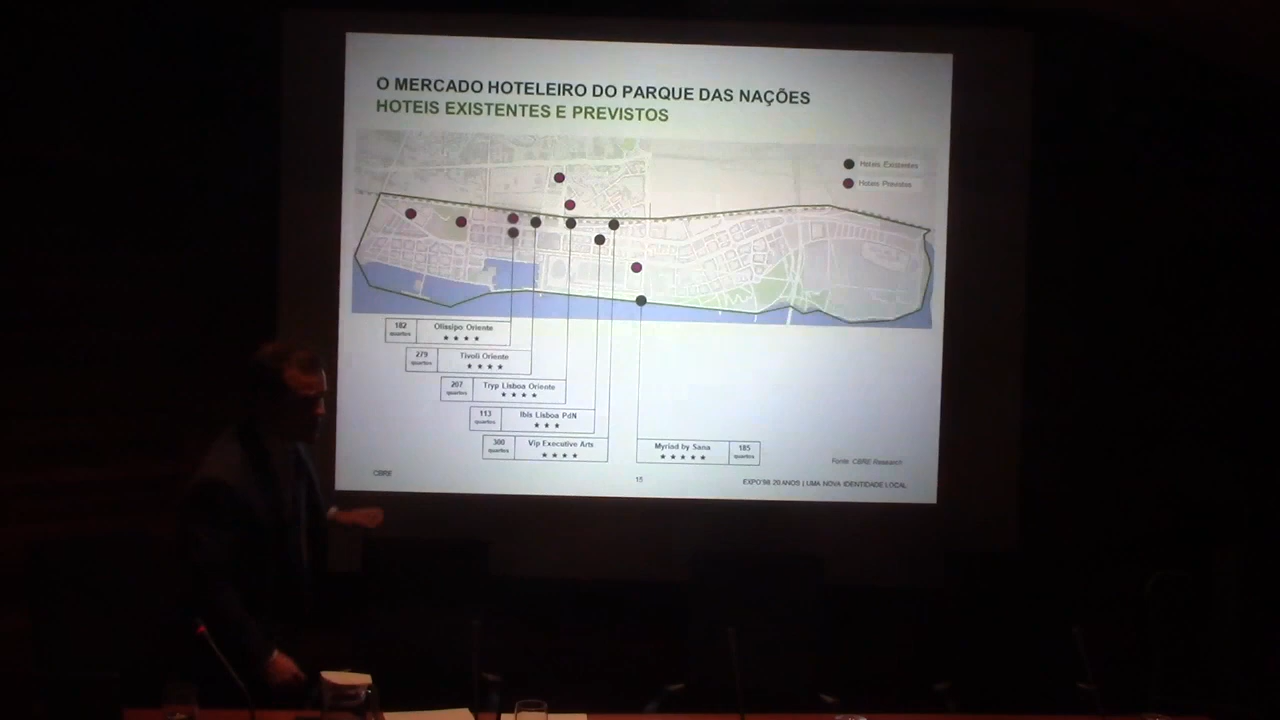 O MERCADO HOTELEIRO DO PARQUE DAS NAÇÕES
HOTEIS EXISTENTES E PREVISTOS
Hoteis Existentes
Hoteis Previstos
182
quartos
Olissipo Oriente
★ ★ ★ ★
279
quartos
Tivoli Oriente
★ ★ ★ ★
207
quartos
Tryp Lisboa Oriente
★ ★ ★ ★
113
quartos
Ibis Lisboa PdN
★ ★ ★
300
quartos
Vip Executive Arts
★ ★ ★ ★
Myriad by Sana
★ ★ ★ ★ ★
185
quartos
Fonte: CBRE Research
CBRE
15
EXPO'98 20 ANOS | UMA NOVA IDENTIDADE LOCAL